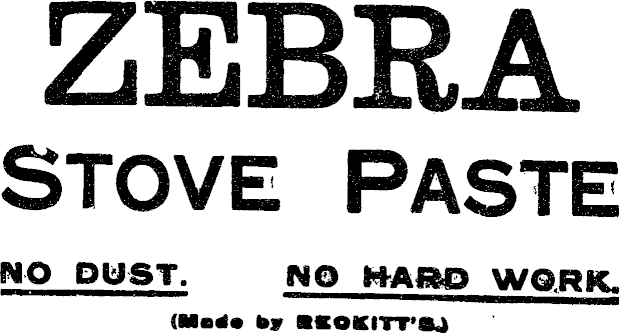 ZEBRA
STOVE PASTE
NO DUST. NO HARD WORK.
(Made by RECKITT'S.)